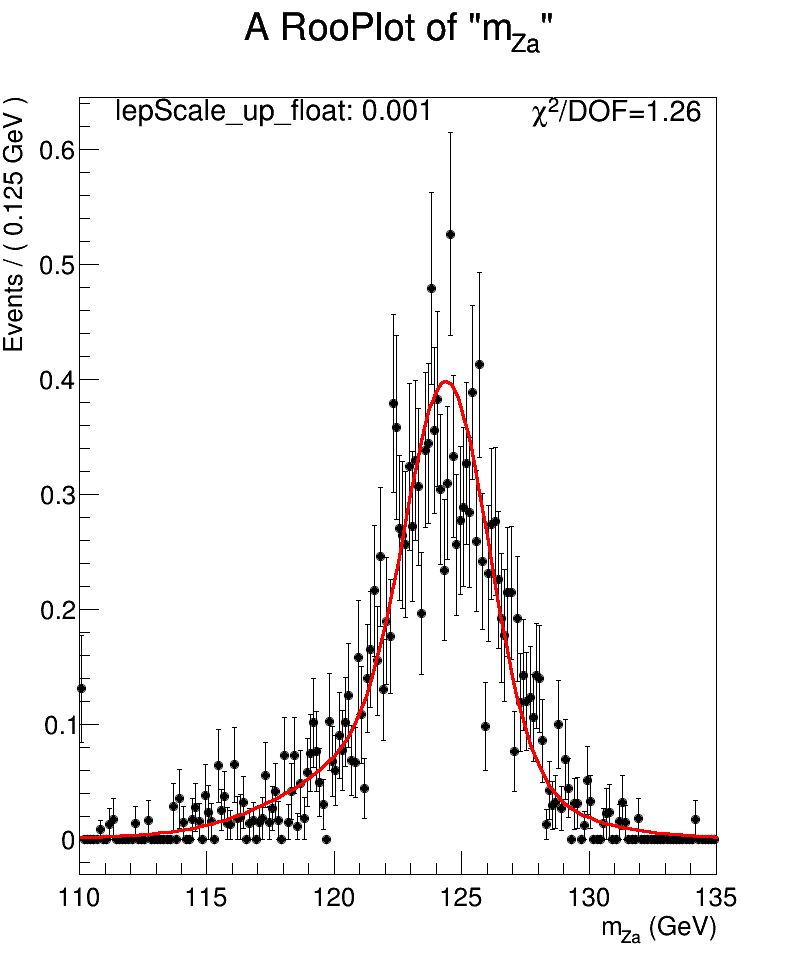 A RooPlot of "m_Za"
lepScale_up_float: 0.001
χ²/DOF=1.26
Events / ( 0.125 GeV )
0.6
0.5
0.4
0.3
0.2
0.1
0
110 115 120 125 130 135
m_Za (GeV)